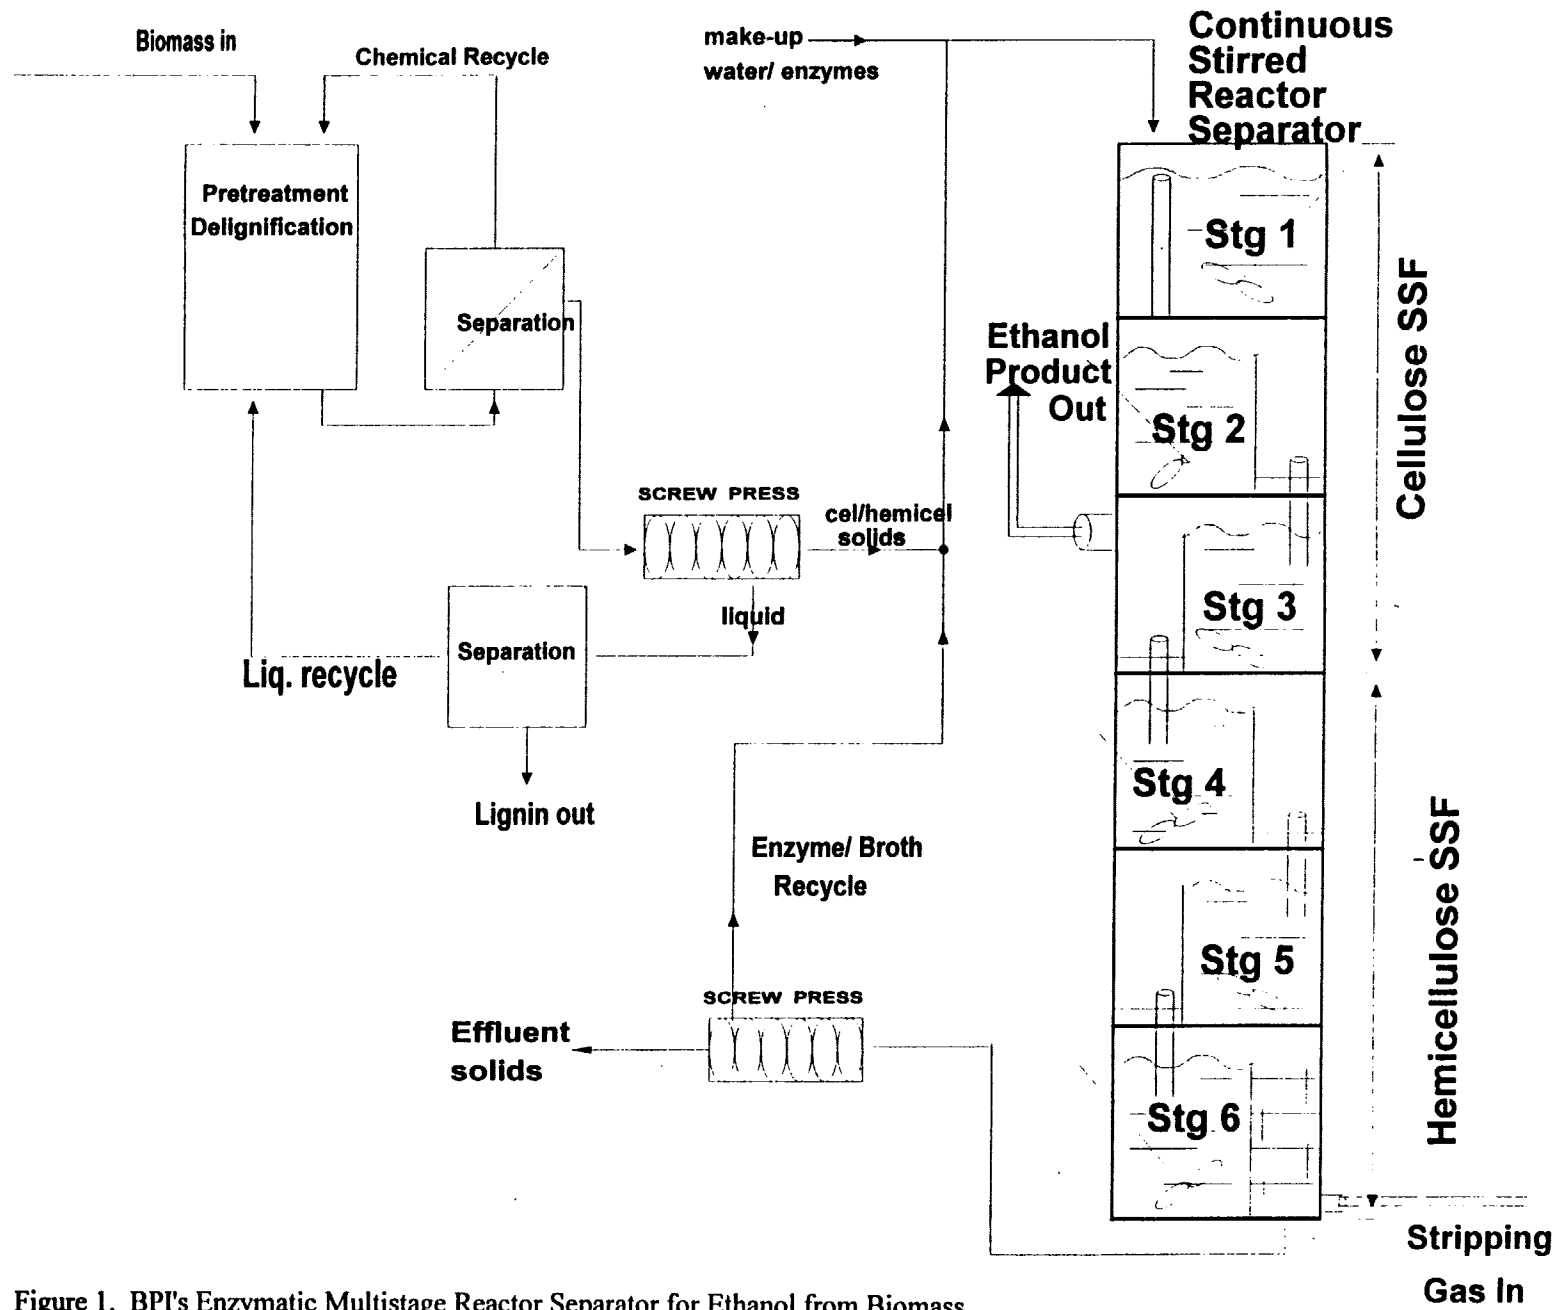 Biomass in
Chemical Recycle
make-up
water/ enzymes
Continuous
Stirred
Reactor
Separator
Pretreatment
Delignification
Separation
Stg 1
Ethanol
Product
Out
Stg 2
Cellulose SSF
SCREW PRESS
cel/hemicel
solids
liquid
Stg 3
Separation
Liq. recycle
Lignin out
Stg 4
Enzyme/ Broth
Recycle
Hemicellulose SSF
Stg 5
SCREW PRESS
Effluent
solids
Stg 6
Stripping
Gas In
Figure 1. BPI's Enzymatic Multistage Reactor Separator for Ethanol from Biomass